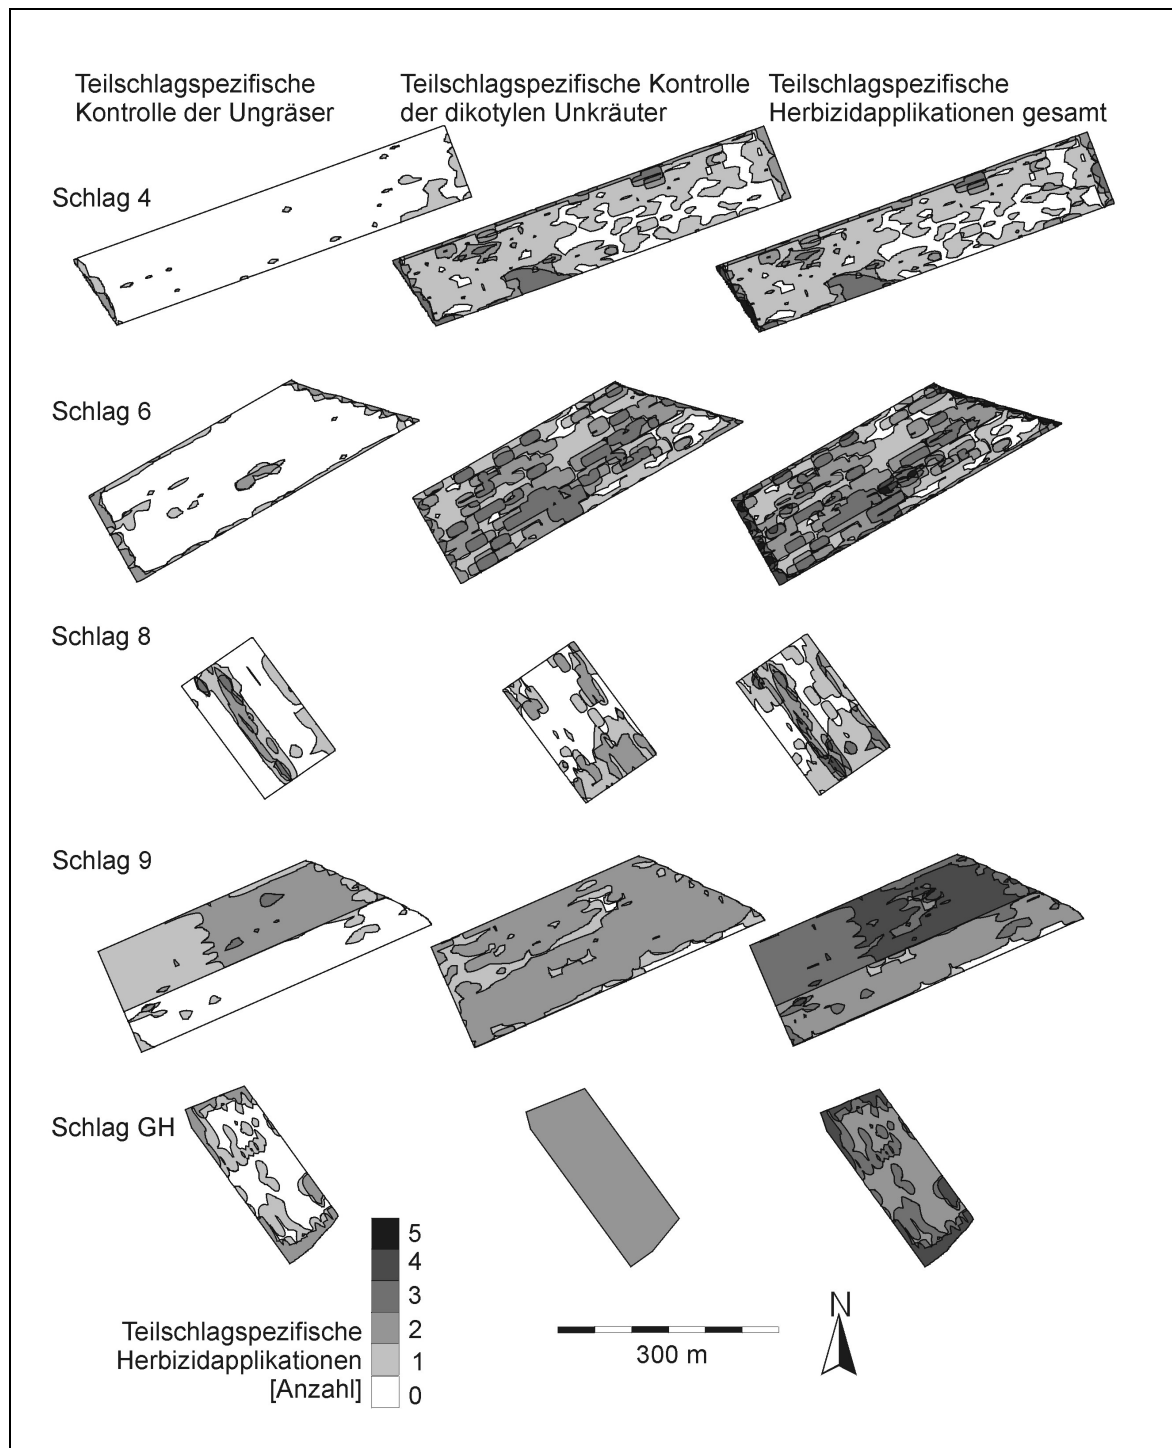 Teilschlagspezifische
Kontrolle der Ungräser
Teilschlagspezifische Kontrolle
der dikotylen Unkräuter
Teilschlagspezifische
Herbizidapplikationen gesamt
Schlag 4
Schlag 6
Schlag 8
Schlag 9
Schlag GH
5
4
3
2
1
0
Teilschlagspezifische
Herbizidapplikationen
[Anzahl]
300 m
N